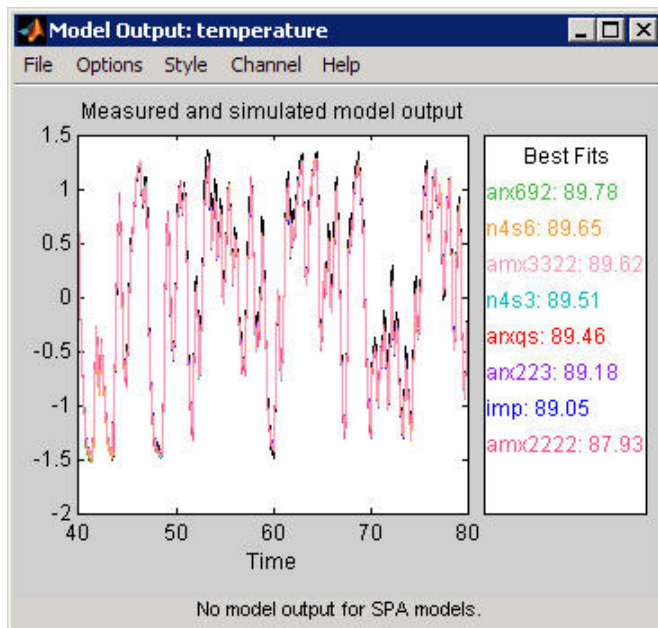 Model Output: temperature
File Options Style Channel Help
Measured and simulated model output
1.5
1
0.5
0
-0.5
-1
-1.5
-2
40 50 60 70 80
Time
Best Fits
arx692: 89.78
n4s6: 89.65
amx3322: 89.62
n4s3: 89.51
arxqs: 89.46
arx223: 89.18
imp: 89.05
amx2222: 87.93
No model output for SPA models.